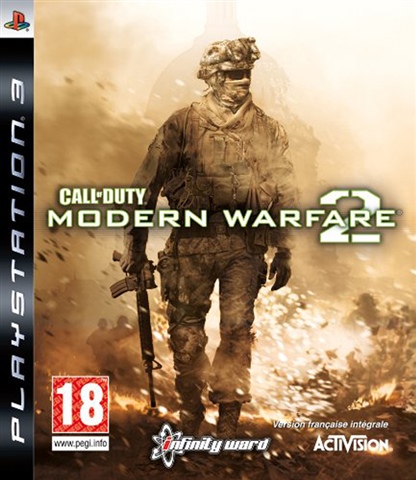 PLAYSTATION 3
CALL OF DUTY
MODERN WARFARE 2
18
www.pegi.info
infinity ward
Version française intégrale
ACTIVISION